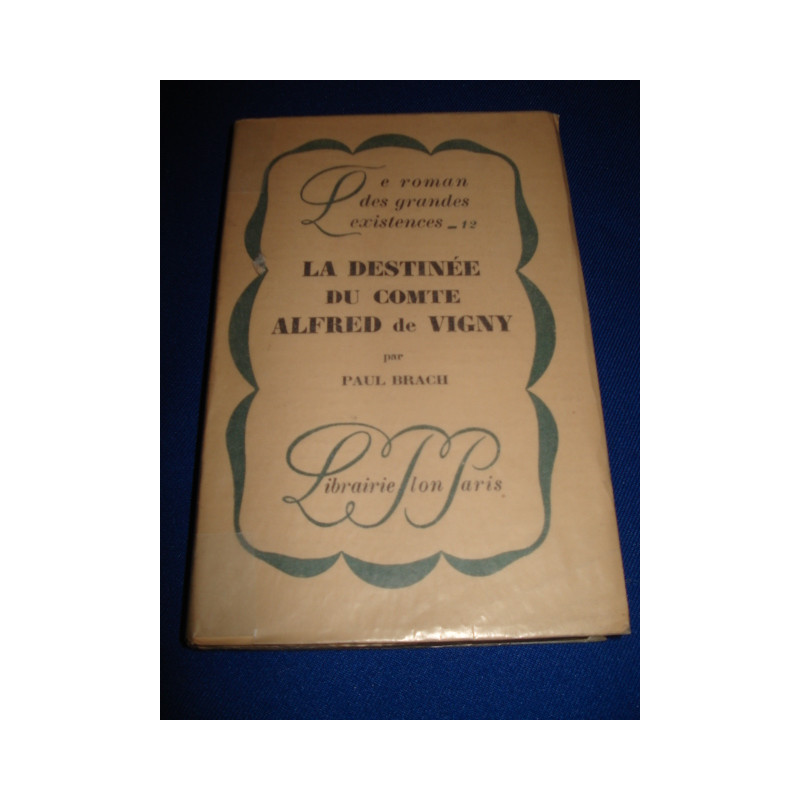 Le roman
des grandes
existences _ 12
LA DESTINÉE
DU COMTE
ALFRED de VIGNY
par
PAUL BRACH
Librairie Plon Paris